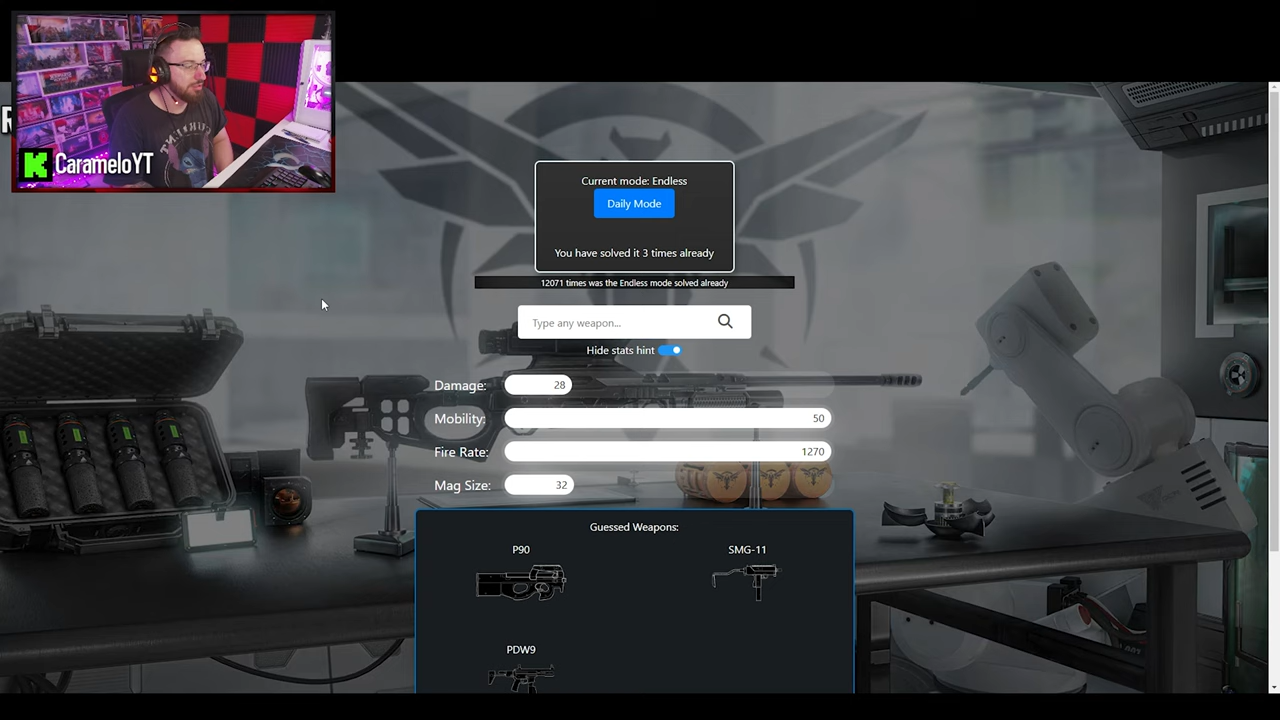 R
CarameloYT
Current mode: Endless
Daily Mode
You have solved it 3 times already
12071 times was the Endless mode solved already
Type any weapon...
Hide stats hint
Damage: 28
Mobility: 50
Fire Rate: 1270
Mag Size: 32
Guessed Weapons:
P90 SMG-11
PDW9